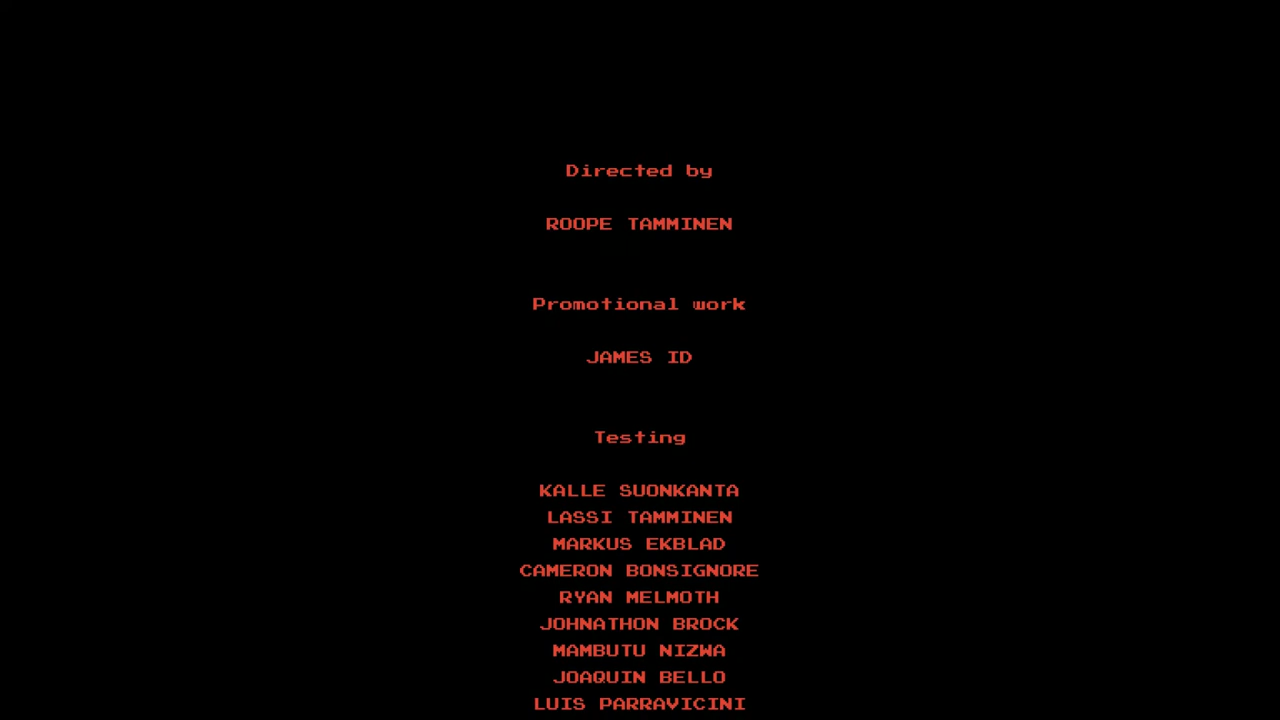 Directed by
ROOPE TAMMINEN
Promotional work
JAMES ID
Testing
KALLE SUONKANTA
LASSI TAMMINEN
MARKUS EKBLAD
CAMERON BONSIGNORE
RYAN MELMOTH
JOHNATHON BROCK
MAMBUTU NIZWA
JOAQUIN BELLO
LUIS PARRAVICINI